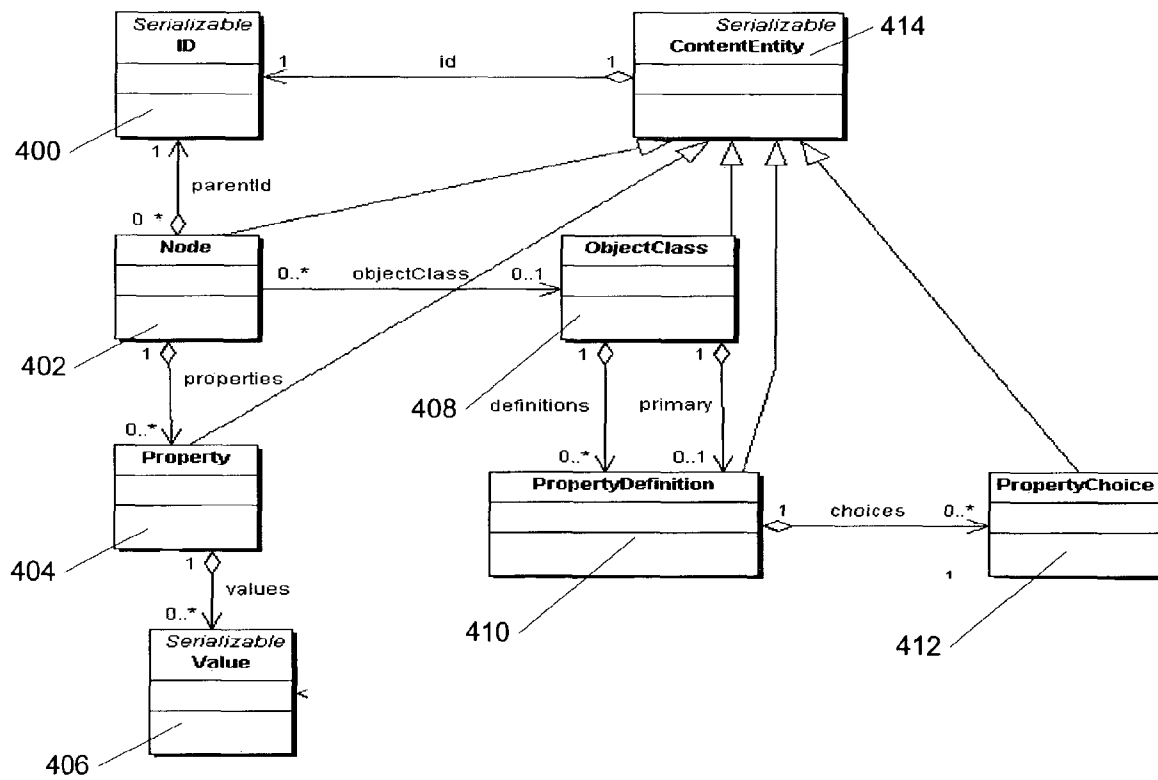 Serializable
ID
Serializable
ContentEntity
414
1
id
1
400
1
parentId
0..*
Node
ObjectClass
0..*
objectClass
0..1
402
1
properties
408
1
1
definitions
primary
0..*
0..*
0..1
Property
PropertyDefinition
PropertyChoice
1
choices
0..*
404
1
values
410
1
412
0..*
Serializable
Value
406